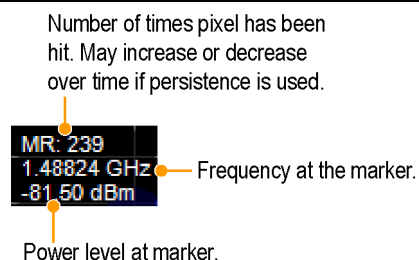 Number of times pixel has been
hit. May increase or decrease
over time if persistence is used.
MR: 239
1.48824 GHz
Frequency at the marker.
-81.50 dBm
Power level at marker.